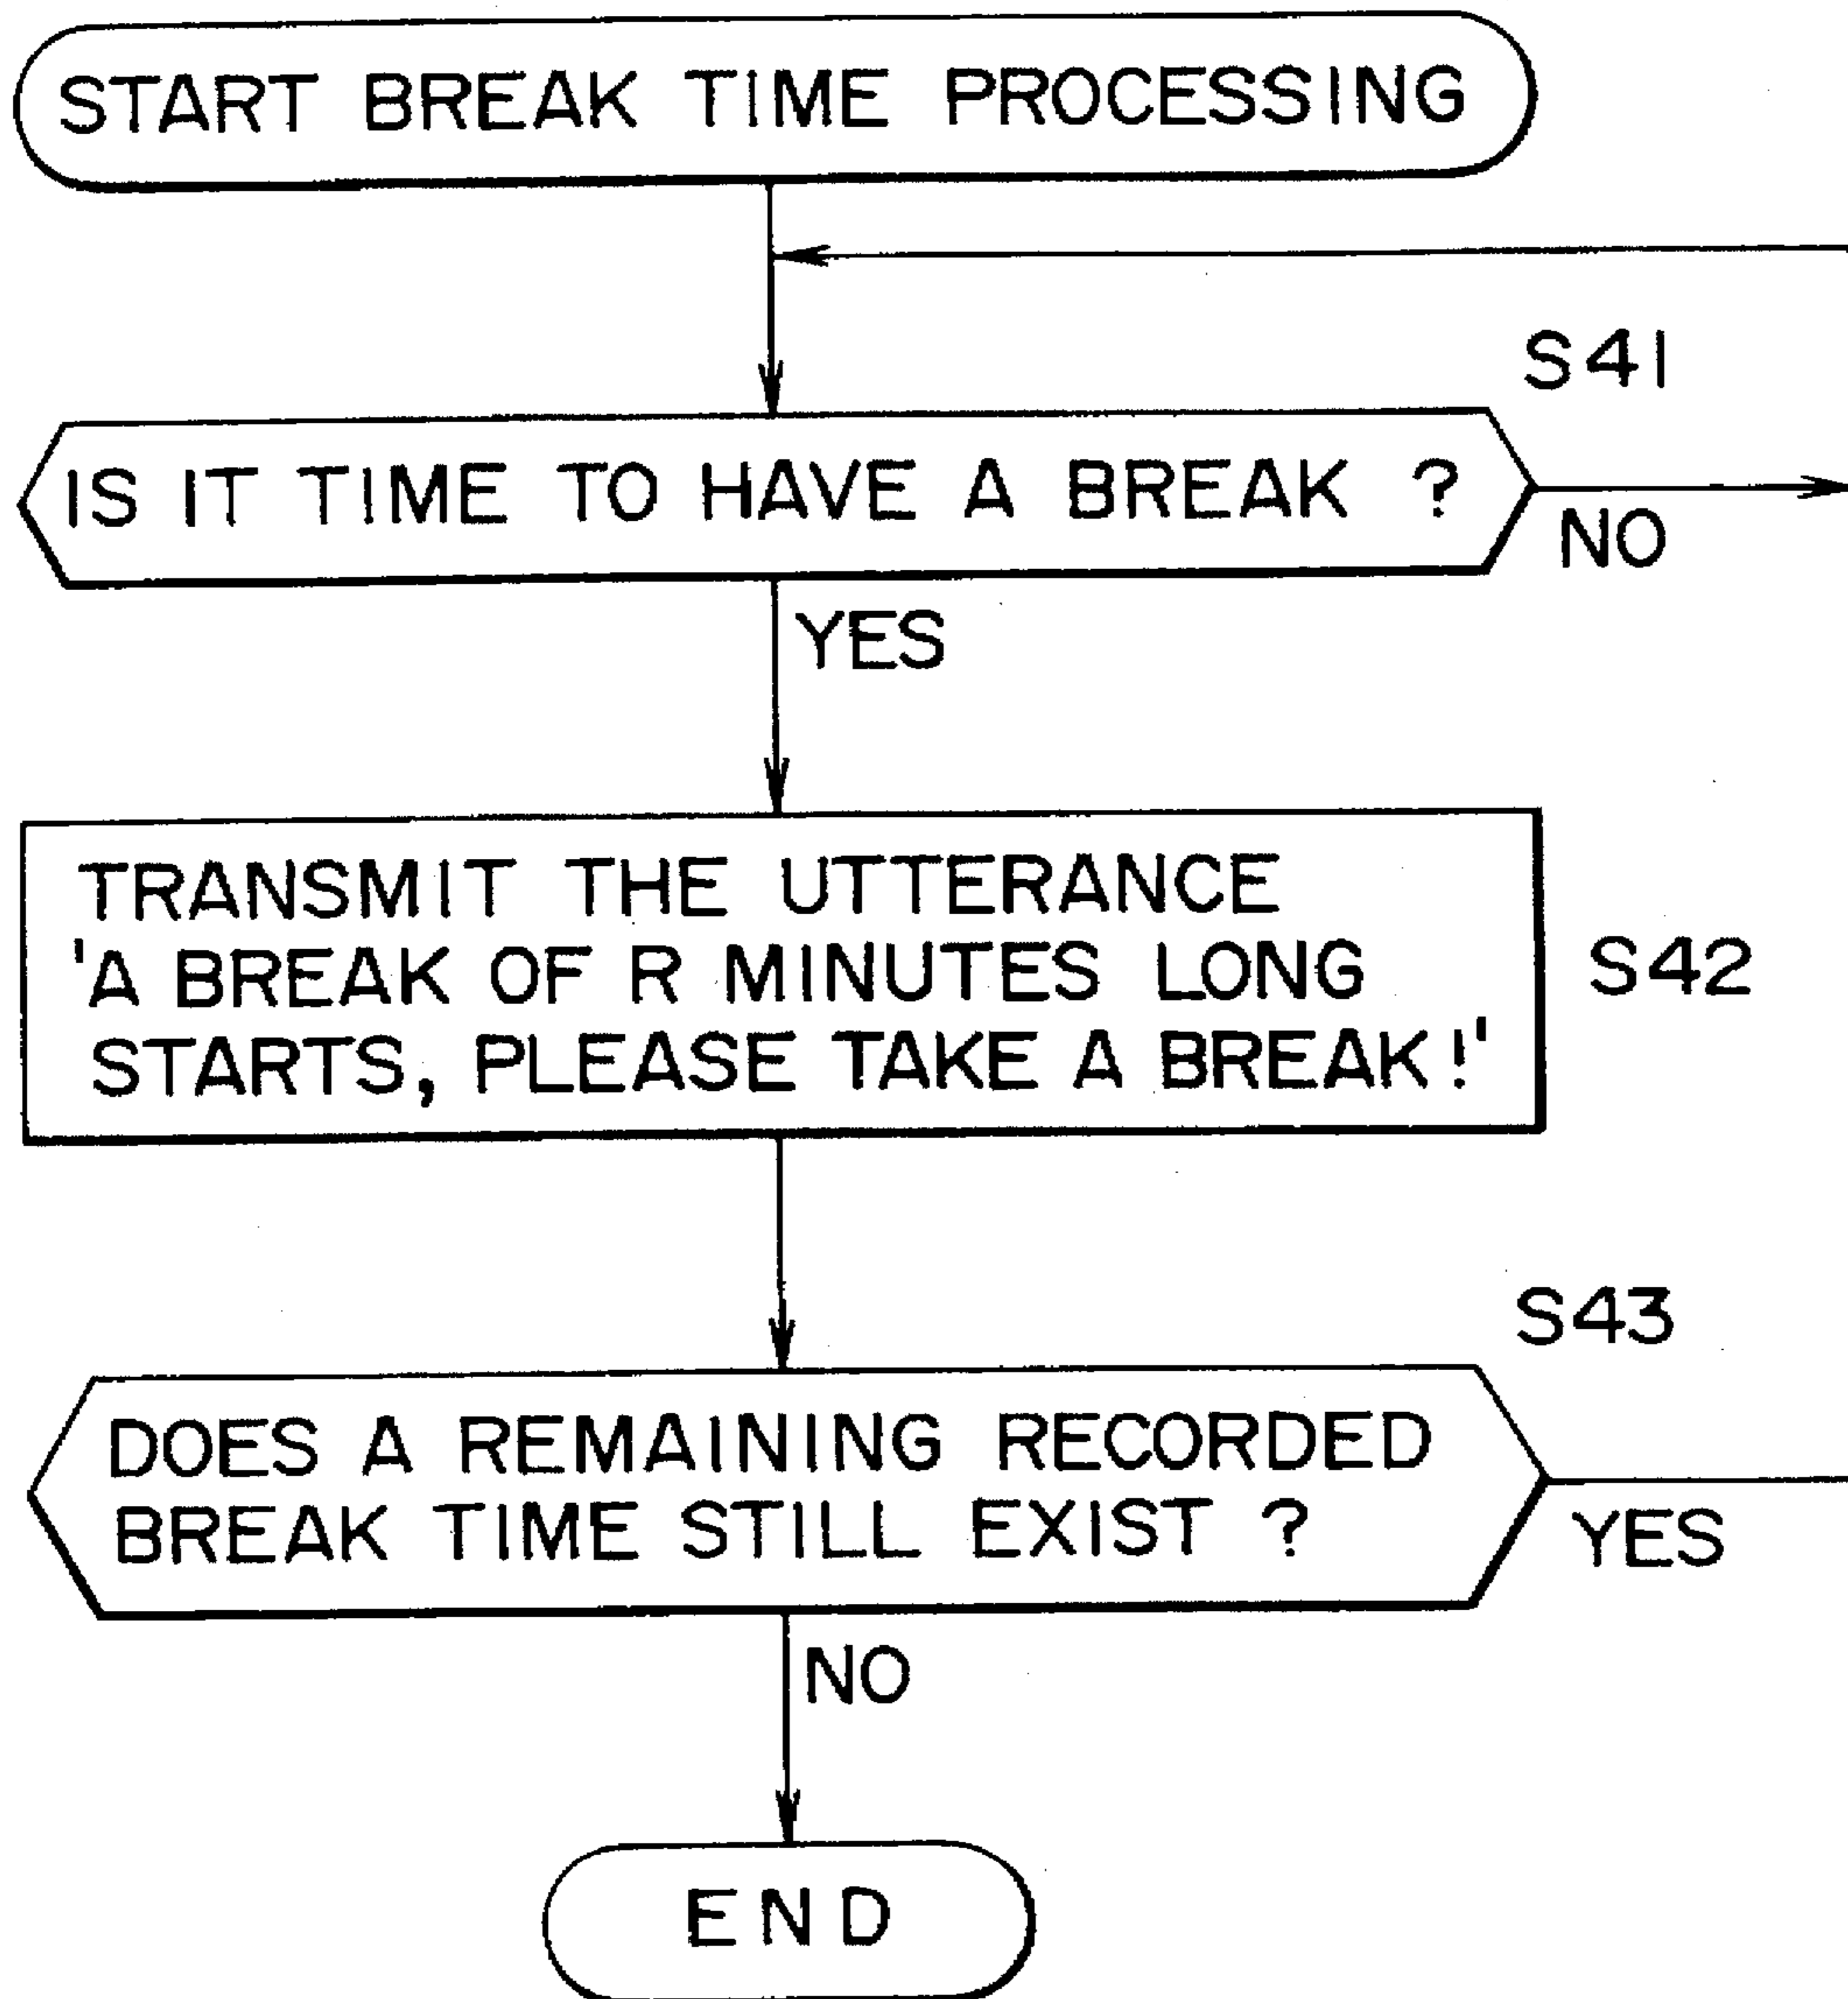 START BREAK TIME PROCESSING
S41
IS IT TIME TO HAVE A BREAK ?
NO
YES
TRANSMIT THE UTTERANCE
'A BREAK OF R MINUTES LONG
STARTS, PLEASE TAKE A BREAK!'
S42
S43
DOES A REMAINING RECORDED
BREAK TIME STILL EXIST ?
YES
NO
END